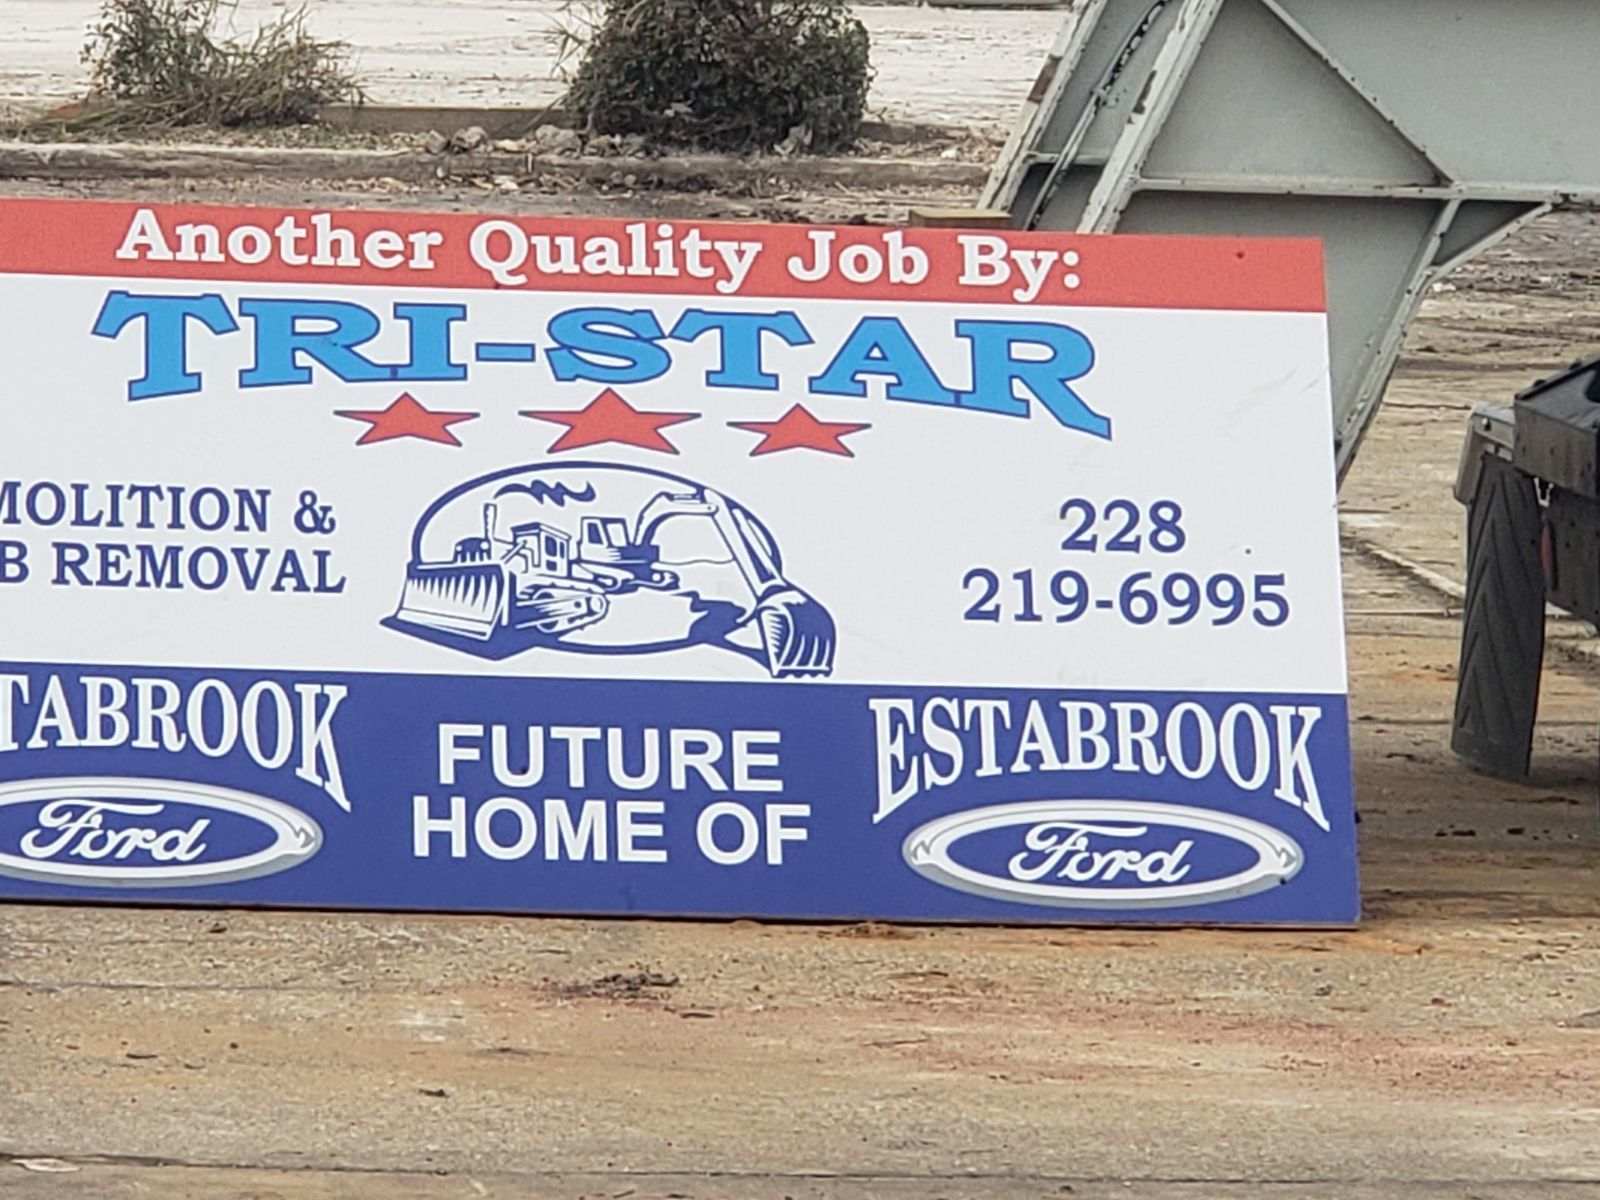 Another Quality Job By:
TRI-STAR
MOLITION &
B REMOVAL
228
219-6995
TABROOK
Ford
FUTURE
HOME OF
ESTABROOK
Ford